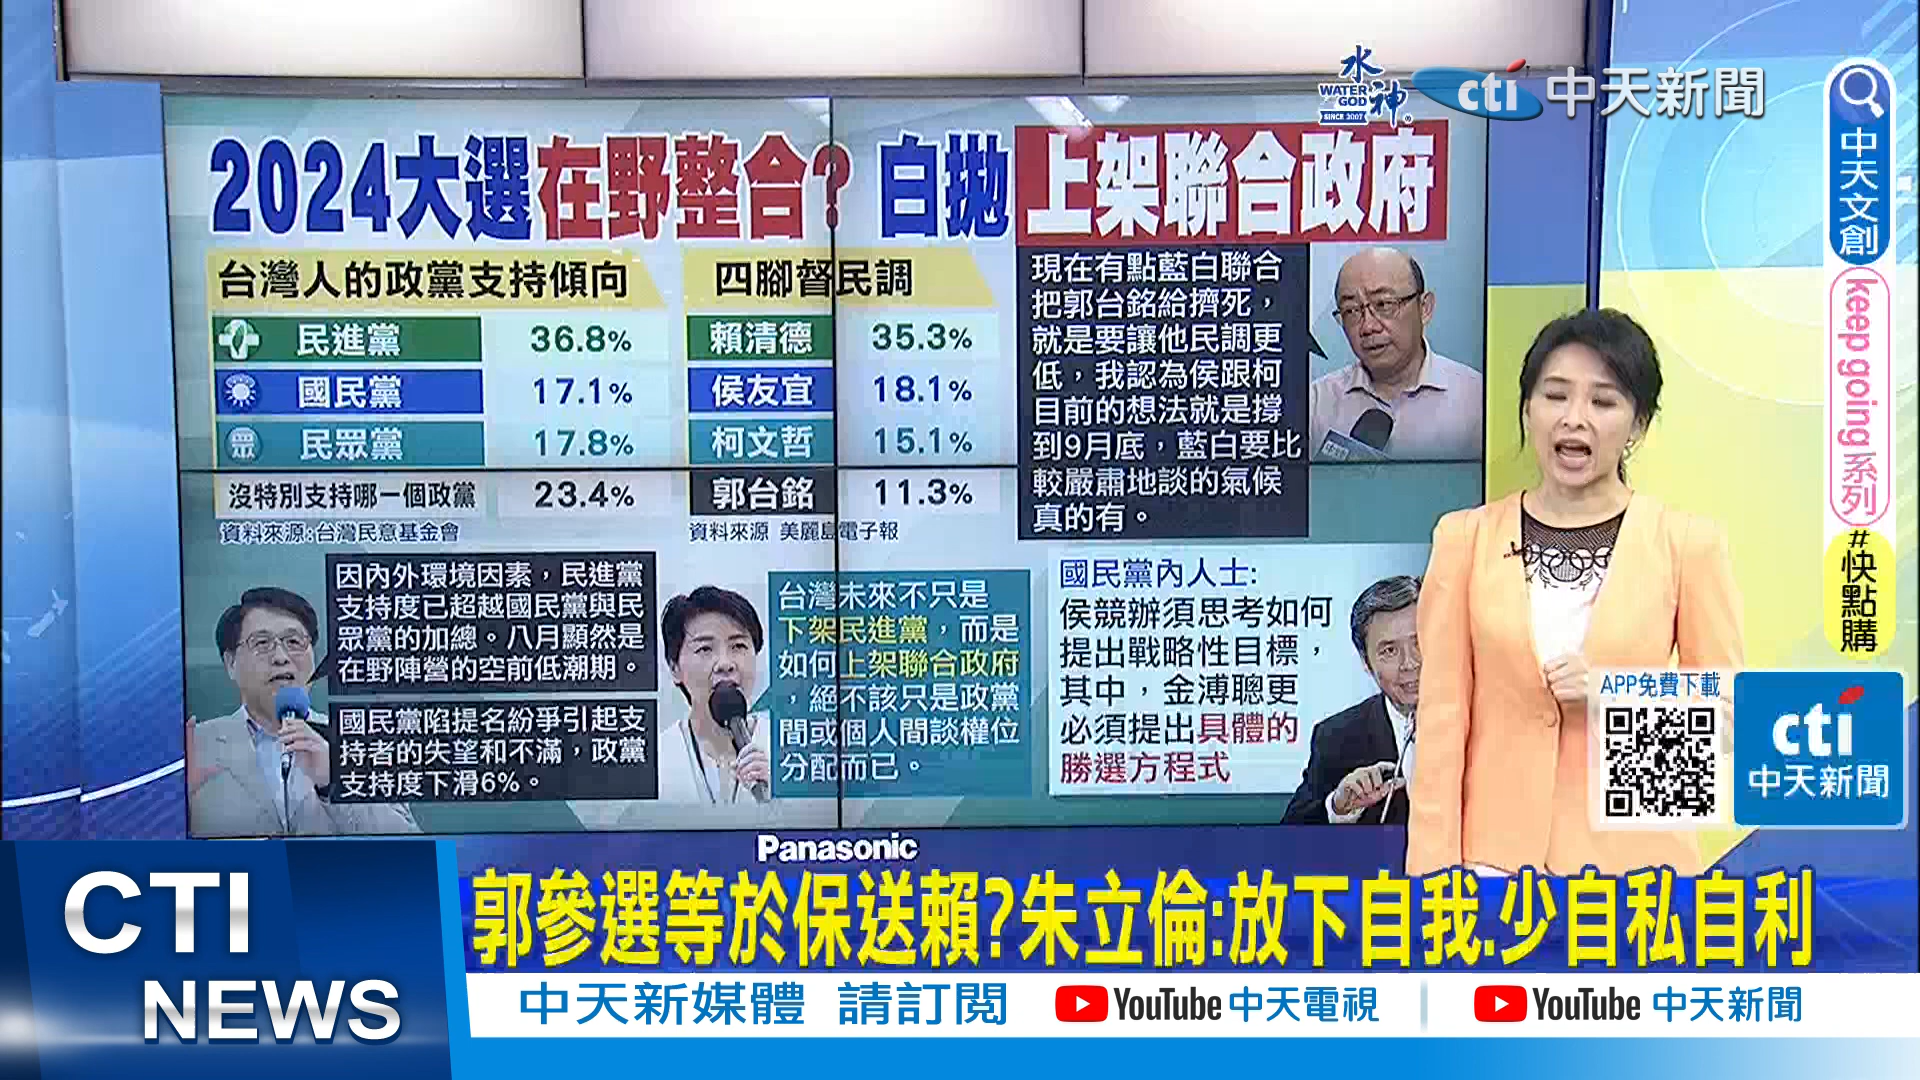 水神
WATER GOD
SINCE 2007
cti 中天新聞
中天文創
keep going系列
#快點購
2024大選在野整合? 白拋上架聯合政府
台灣人的政黨支持傾向
民進黨 36.8%
國民黨 17.1%
眾 民眾黨 17.8%
沒特別支持哪一個政黨 23.4%
資料來源:台灣民意基金會
四腳督民調
賴清德 35.3%
侯友宜 18.1%
柯文哲 15.1%
郭台銘 11.3%
資料來源 美麗島電子報
現在有點藍白聯合
把郭台銘給擠死，
就是要讓他民調更
低，我認為侯跟柯
目前的想法就是撐
到9月底，藍白要比
較嚴肅地談的氣候
真的有。
因內外環境因素，民進黨
支持度已超越國民黨與民
眾黨的加總。八月顯然是
在野陣營的空前低潮期。
國民黨陷提名紛爭引起支
持者的失望和不滿，政黨
支持度下滑6%。
台灣未來不只是
下架民進黨，而是
如何上架聯合政府
，絕不該只是政黨
間或個人間談權位
分配而已。
國民黨內人士:
侯競辦須思考如何
提出戰略性目標，
其中，金溥聰更
必須提出具體的
勝選方程式
APP免費下載
cti
中天新聞
Panasonic
CTI
NEWS
郭參選等於保送賴?朱立倫:放下自我.少自私自利
中天新媒體 請訂閱 YouTube 中天電視 | YouTube 中天新聞